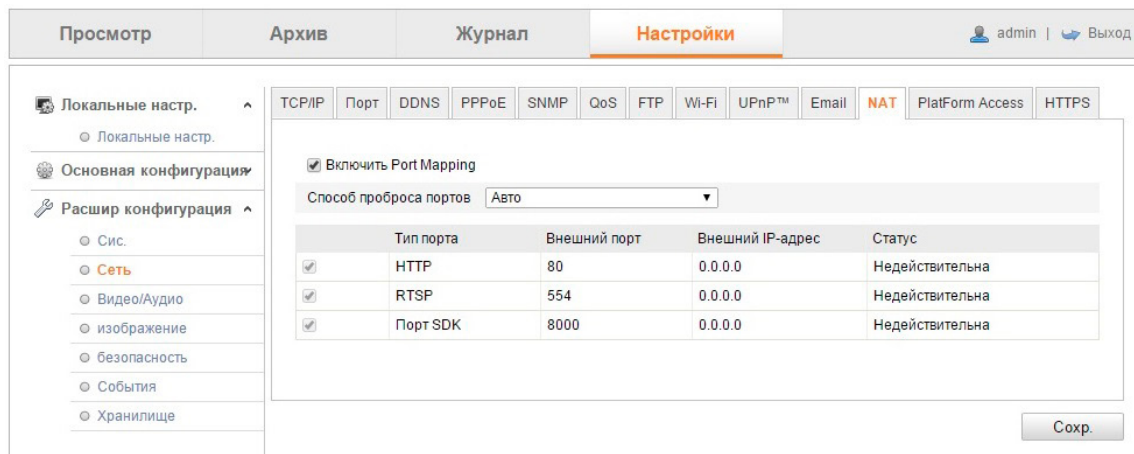 Просмотр Архив Журнал Настройки admin | Выход
Локальные настр.
Локальные настр.
Основная конфигурация
Расшир конфигурация
Сис.
Сеть
Видео/Аудио
изображение
безопасность
События
Хранилище
TCP/IP Порт DDNS PPPoE SNMP QoS FTP Wi-Fi UPnP™ Email NAT PlatForm Access HTTPS
Включить Port Mapping
Способ проброса портов Авто
Тип порта Внешний порт Внешний IP-адрес Статус
HTTP 80 0.0.0.0 Недействительна
RTSP 554 0.0.0.0 Недействительна
Порт SDK 8000 0.0.0.0 Недействительна
Сохр.